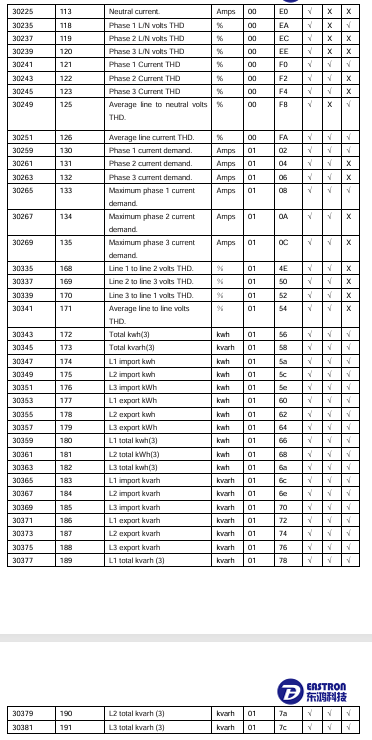 30225 113 Neutral current. Amps 00 E0 √ X X
30235 118 Phase 1 L/N volts THD % 00 EA √ X √
30237 119 Phase 2 L/N volts THD % 00 EC √ X X
30239 120 Phase 3 L/N volts THD % 00 EE √ X X
30241 121 Phase 1 Current THD % 00 F0 √ √ √
30243 122 Phase 2 Current THD % 00 F2 √ √ X
30245 123 Phase 3 Current THD % 00 F4 √ √ X
30249 125 Average line to neutral volts % 00 F8 √ X √
THD.
30251 126 Average line current THD. % 00 FA √ √ √
30259 130 Phase 1 current demand. Amps 01 02 √ √ √
30261 131 Phase 2 current demand. Amps 01 04 √ √ X
30263 132 Phase 3 current demand. Amps 01 06 √ √ X
30265 133 Maximum phase 1 current Amps 01 08 √ √ √
demand.
30267 134 Maximum phase 2 current Amps 01 0A √ √ X
demand.
30269 135 Maximum phase 3 current Amps 01 0C √ √ X
demand.
30335 168 Line 1 to line 2 volts THD. % 01 4E √ √ X
30337 169 Line 2 to line 3 volts THD. % 01 50 √ √ X
30339 170 Line 3 to line 1 volts THD. % 01 52 √ √ X
30341 171 Average line to line volts % 01 54 √ √ X
THD.
30343 172 Total kwh(3) kwh 01 56 √ √ √
30345 173 Total kvarh(3) kvarh 01 58 √ √ √
30347 174 L1 import kwh kwh 01 5a √ √ √
30349 175 L2 import kwh kwh 01 5c √ √ √
30351 176 L3 import kWh kwh 01 5e √ √ √
30353 177 L1 export kWh kwh 01 60 √ √ √
30355 178 L2 export kwh kwh 01 62 √ √ √
30357 179 L3 export kWh kwh 01 64 √ √ √
30359 180 L1 total kwh(3) kwh 01 66 √ √ √
30361 181 L2 total kWh(3) kwh 01 68 √ √ √
30363 182 L3 total kwh(3) kwh 01 6a √ √ √
30365 183 L1 import kvarh kvarh 01 6c √ √ √
30367 184 L2 import kvarh kvarh 01 6e √ √ √
30369 185 L3 import kvarh kvarh 01 70 √ √ √
30371 186 L1 export kvarh kvarh 01 72 √ √ √
30373 187 L2 export kvarh kvarh 01 74 √ √ √
30375 188 L3 export kvarh kvarh 01 76 √ √ √
30377 189 L1 total kvarh (3) kvarh 01 78 √ √ √
EASTRON
东鸿科技
30379 190 L2 total kvarh (3) kvarh 01 7a √ √ √
30381 191 L3 total kvarh (3) kvarh 01 7c √ √ √